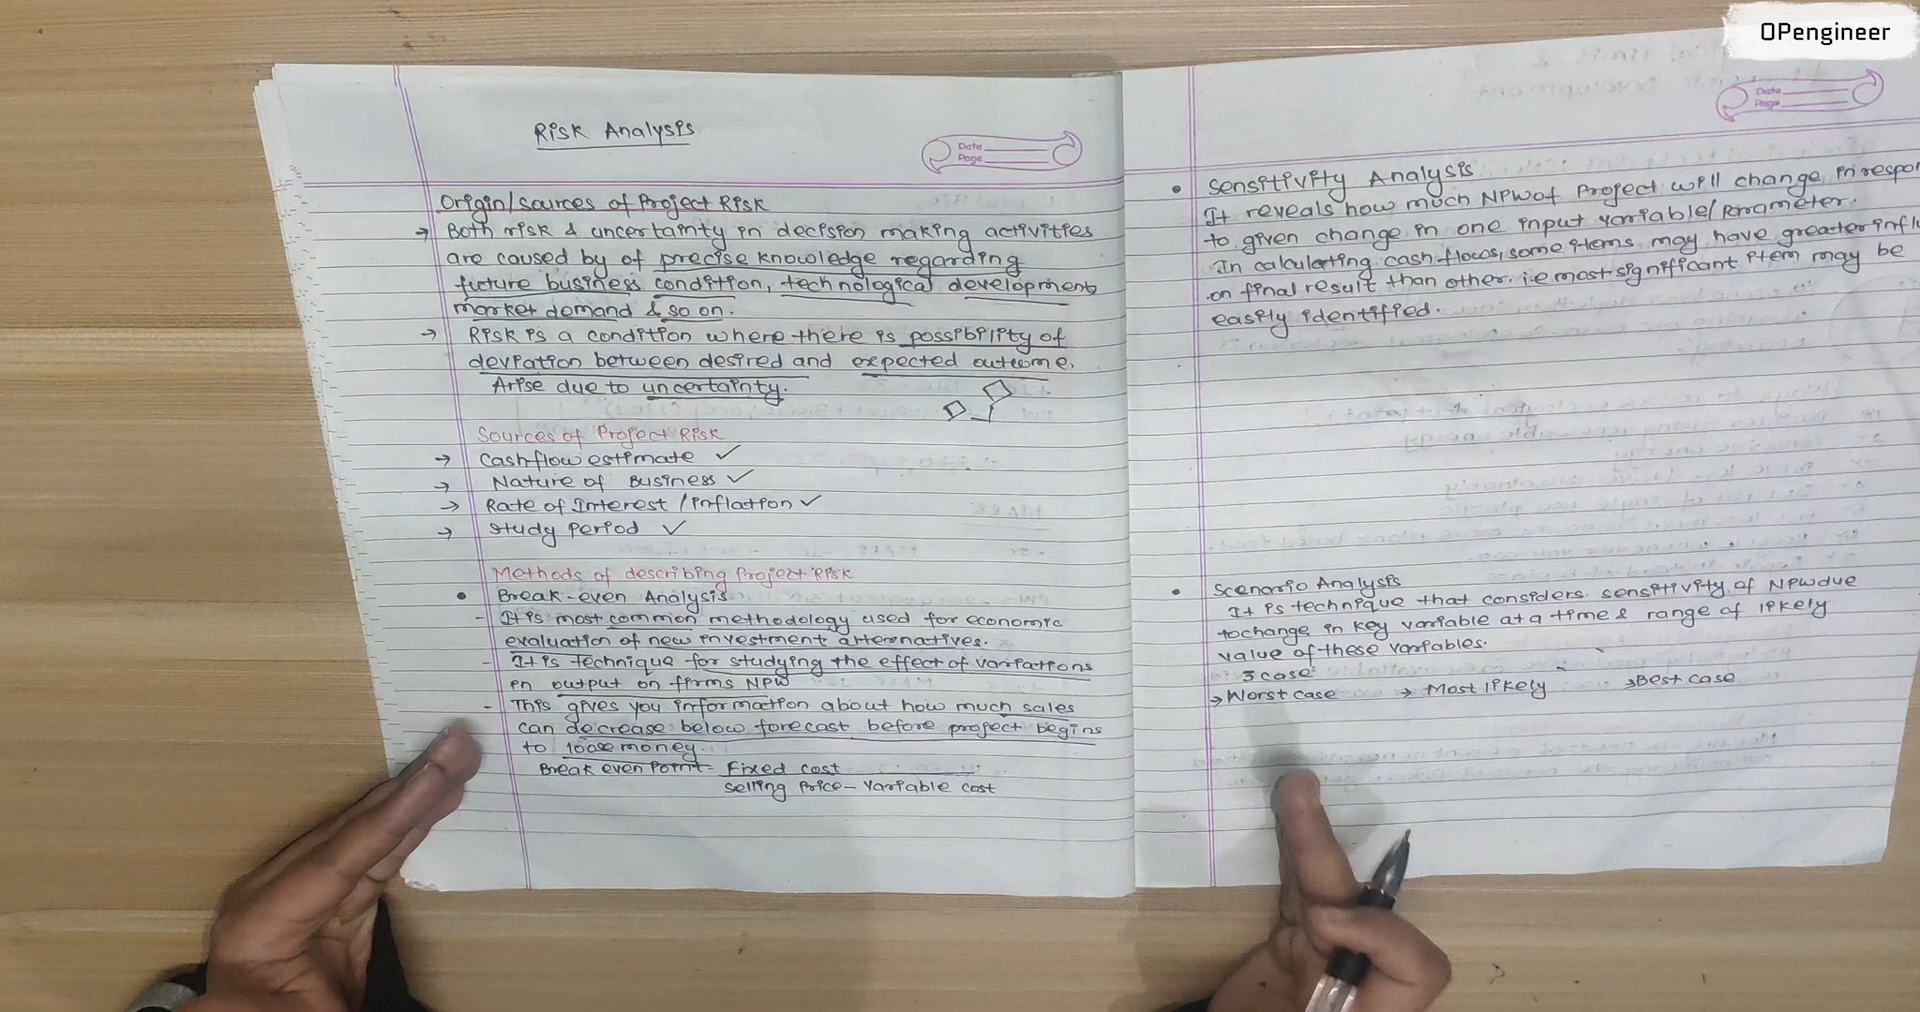 OPengineer
Risk Analysis
Date
Page
Origin/sources of Project Risk
→ Both risk & uncertainty in decision making activities
are caused by of precise knowledge regarding
future business condition, technological development
market demand & so on.
→ Risk is a condition where there is possibility of
deviation between desired and expected outcome.
Arise due to uncertainty.
Sources of Project Risk
→ Cashflow estimate ✓
→ Nature of Business ✓
→ Rate of Interest / inflation ✓
→ study period ✓
Methods of describing Project Risk
• Break-even Analysis
- It is most common methodology used for economic
evaluation of new investment alternatives.
- It is technique for studying the effect of variations
in output on firms NPW
- This gives you information about how much sales
can decrease below forecast before project begins
to loose money.
Break even Point = Fixed cost
selling Price - Variable cost
Date
Page
• Sensitivity Analysis
It reveals how much NPW of Project will change in respon
to given change in one input variable/parameter.
In calculating cash flows, some items may have greater infl
on final result than other. i.e most significant item may be
easily identified.
• Scenario Analysis
It is technique that considers sensitivity of NPW due
to change in key variable at a time & range of likely
value of these variables.
3 case
→ Worst case → Most likely → Best case